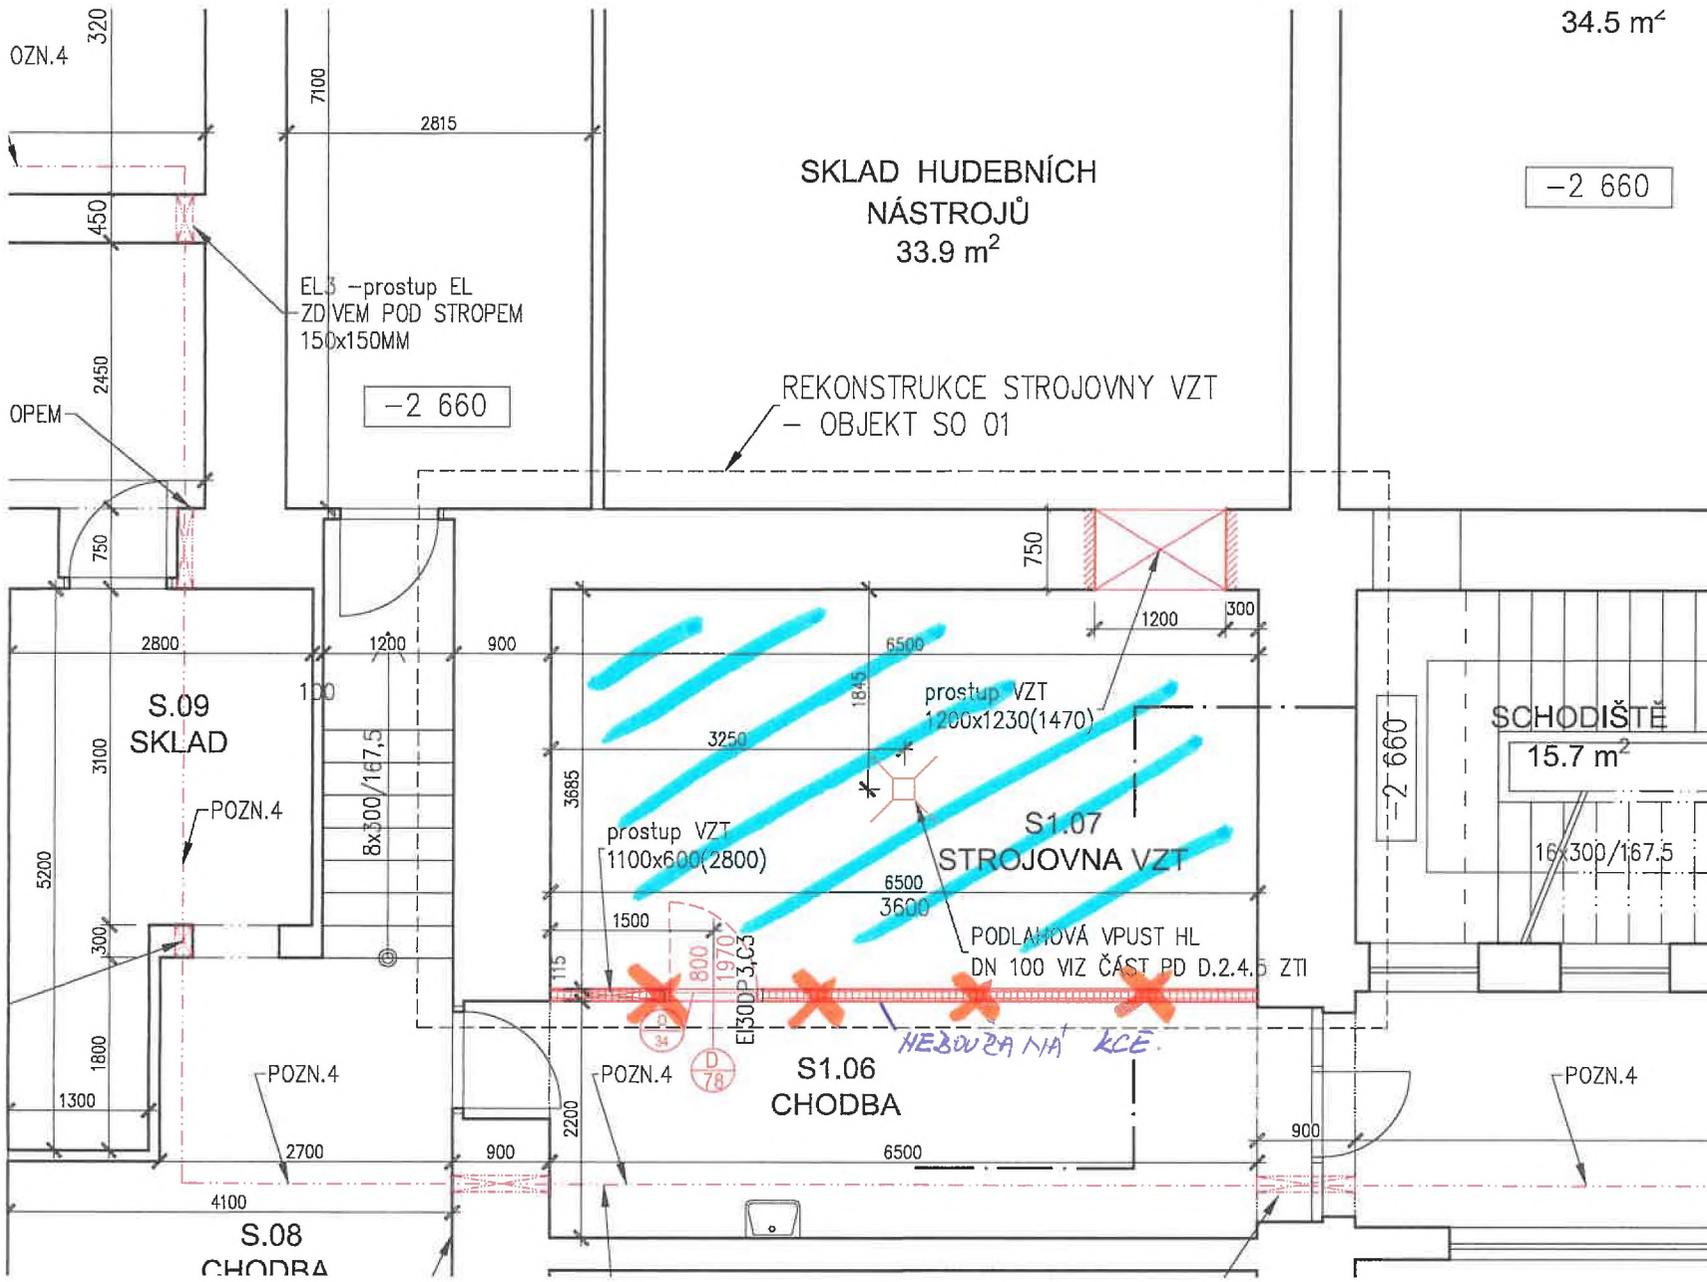 320
OZN.4
34.5 m²
7100
2815
SKLAD HUDEBNÍCH
NÁSTROJŮ
33.9 m²
-2 660
450
EL3 -prostup EL
ZDIVEM POD STROPEM
150x150MM
2450
-2 660
REKONSTRUKCE STROJOVNY VZT
- OBJEKT SO 01
OPEM
750
750
1200
300
2800
1200
900
6500
100
1845
prostup VZT
1200x1230(1470)
S.09
SKLAD
3250
-2 660
SCHODIŠTĚ
15.7 m²
3100
8x300/167,5
3685
POZN.4
prostup VZT
1100x600(2800)
S1.07
STROJOVNA VZT
16x300/167.5
5200
6500
3600
1500
300
115
800
1970
EI30DP3,C3
PODLAHOVÁ VPUST HL
DN 100 VIZ ČÁST PD D.2.4.5 ZTI
34
NEBOURANÁ KCE.
1800
POZN.4
D
78
POZN.4
S1.06
CHODBA
POZN.4
1300
2200
900
2700
900
6500
4100
S.08
CHODBA